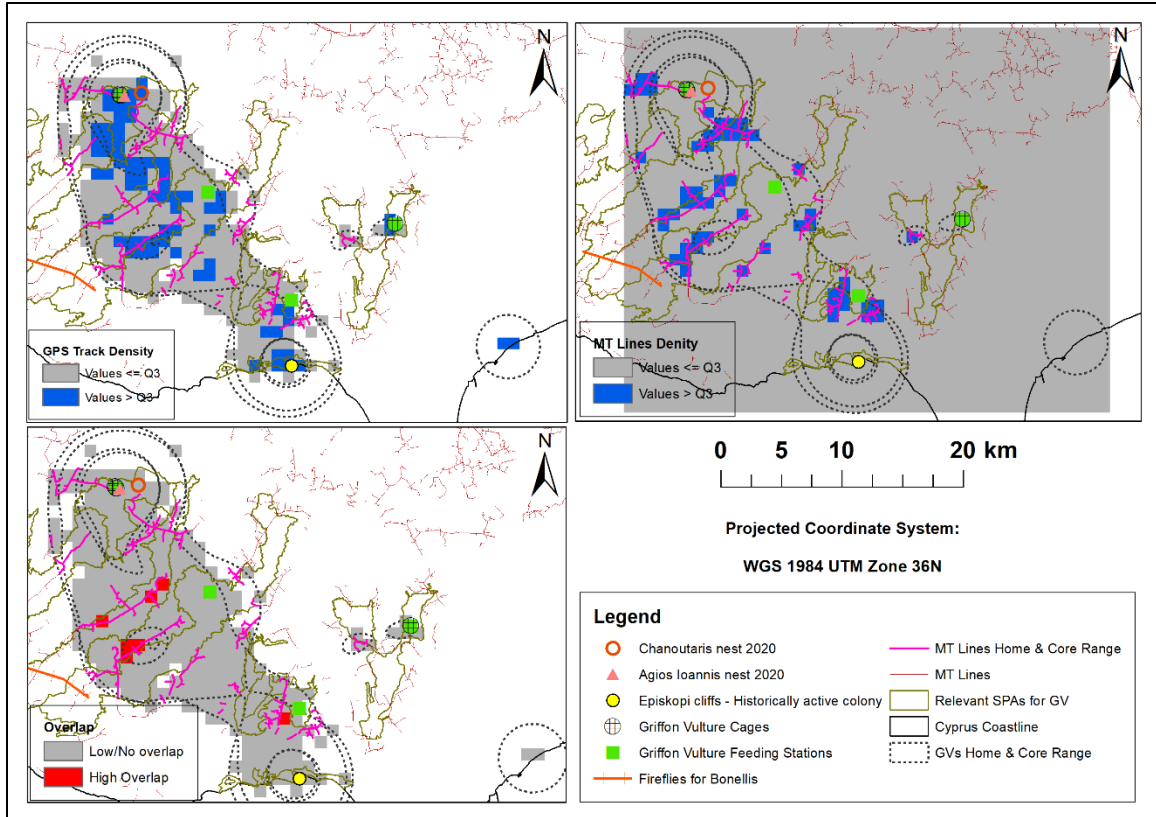 N
N
GPS Track Density
Values <= Q3
Values > Q3
MT Lines Denity
Values <= Q3
Values > Q3
N
Overlap
Low/No overlap
High Overlap
0 5 10 20 km
Projected Coordinate System:
WGS 1984 UTM Zone 36N
Legend
Chanoutaris nest 2020
Agios Ioannis nest 2020
Episkopi cliffs - Historically active colony
Griffon Vulture Cages
Griffon Vulture Feeding Stations
Fireflies for Bonellis
MT Lines Home & Core Range
MT Lines
Relevant SPAs for GV
Cyprus Coastline
GVs Home & Core Range